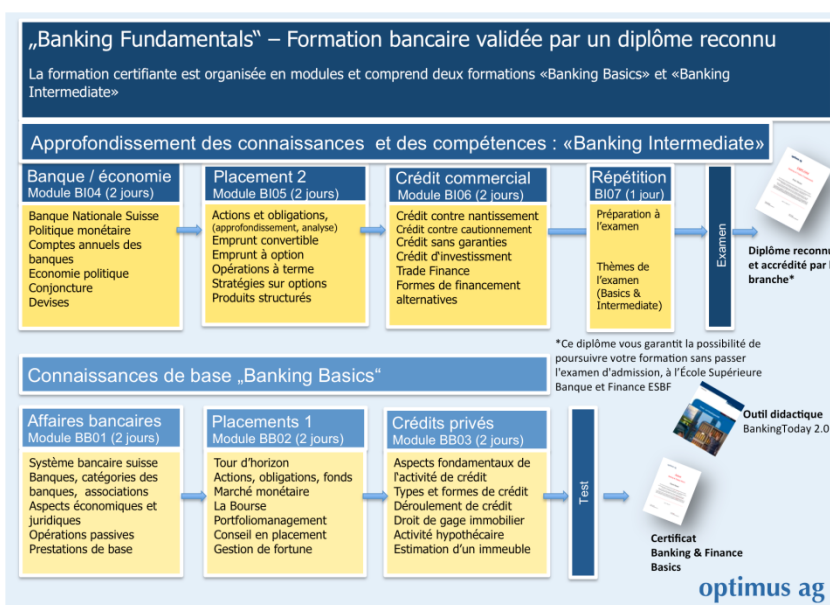 „Banking Fundamentals“ – Formation bancaire validée par un diplôme reconnu
La formation certifiante est organisée en modules et comprend deux formations «Banking Basics» et «Banking
Intermediate»
Approfondissement des connaissances et des compétences : «Banking Intermediate»
Banque / économie
Module BI04 (2 jours)
Banque Nationale Suisse
Politique monétaire
Comptes annuels des
banques
Economie politique
Conjoncture
Devises
Placement 2
Module BI05 (2 jours)
Actions et obligations,
(approfondissement, analyse)
Emprunt convertible
Emprunt à option
Opérations à terme
Stratégies sur options
Produits structurés
Crédit commercial
Module BI06 (2 jours)
Crédit contre nantissement
Crédit contre cautionnement
Crédit sans garanties
Crédit d‘investissment
Trade Finance
Formes de financement
alternatives
Répétition
BI07 (1 jour)
Préparation à
l’examen
Thèmes de
l’examen
(Basics &
Intermediate)
Examen
Diplôme reconnu
et accrédité par
branche*
*Ce diplôme vous garantit la possibilité de
poursuivre votre formation sans passer
l'examen d'admission, à l’École Supérieure
Banque et Finance ESBF
Connaissances de base „Banking Basics“
Affaires bancaires
Module BB01 (2 jours)
Système bancaire suisse
Banques, catégories des
banques, associations
Aspects économiques et
juridiques
Opérations passives
Prestations de base
Placements 1
Module BB02 (2 jours)
Tour d’horizon
Actions, obligations, fonds
Marché monétaire
La Bourse
Portfoliomanagement
Conseil en placement
Gestion de fortune
Crédits privés
Module BB03 (2 jours)
Aspects fondamentaux de
l‘activité de crédit
Types et formes de crédit
Déroulement de crédit
Droit de gage immobilier
Activité hypothécaire
Estimation d’un immeuble
Test
Outil didactique
BankingToday 2.0
Certificat
Banking & Finance
Basics
optimus ag